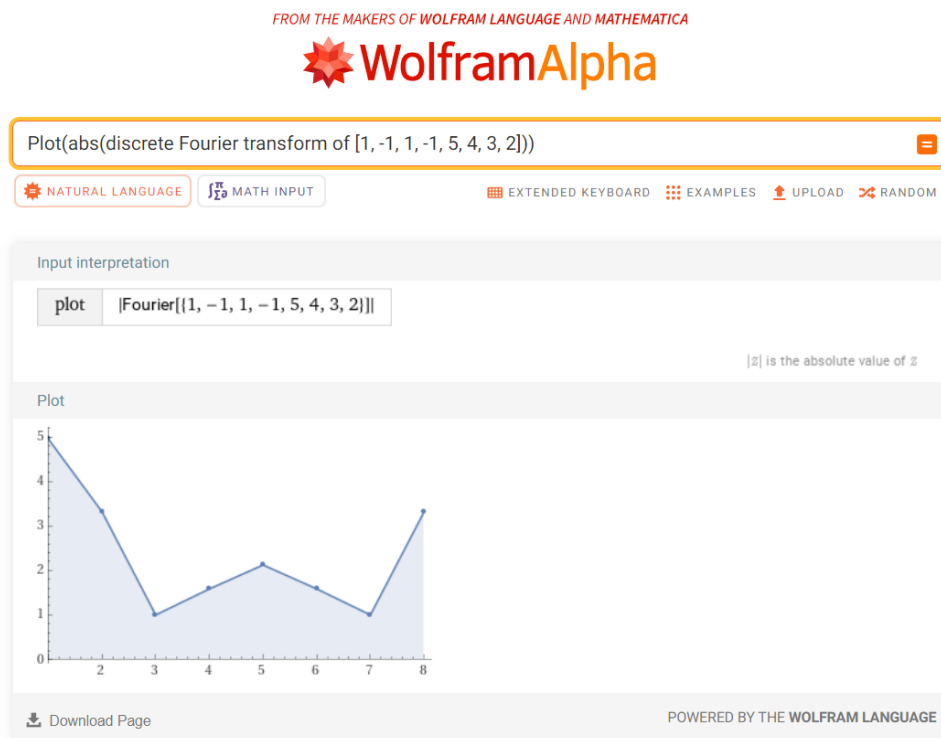 FROM THE MAKERS OF WOLFRAM LANGUAGE AND MATHEMATICA
WolframAlpha
Plot(abs(discrete Fourier transform of [1, -1, 1, -1, 5, 4, 3, 2]))
=
NATURAL LANGUAGE
∫Σ∂π MATH INPUT
EXTENDED KEYBOARD
EXAMPLES
UPLOAD
RANDOM
Input interpretation
plot |Fourier[{1, −1, 1, −1, 5, 4, 3, 2}]|
|z| is the absolute value of z
Plot
5
4
3
2
1
0
2 3 4 5 6 7 8
Download Page
POWERED BY THE WOLFRAM LANGUAGE